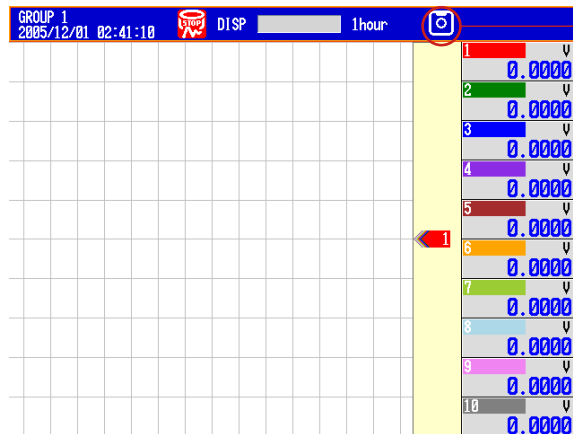 GROUP 1
2005/12/01 02:41:10
STOP
DISP
1hour
1 V
0.0000
2 V
0.0000
3 V
0.0000
4 V
0.0000
5 V
0.0000
6 V
0.0000
7 V
0.0000
8 V
0.0000
9 V
0.0000
10 V
0.0000
1